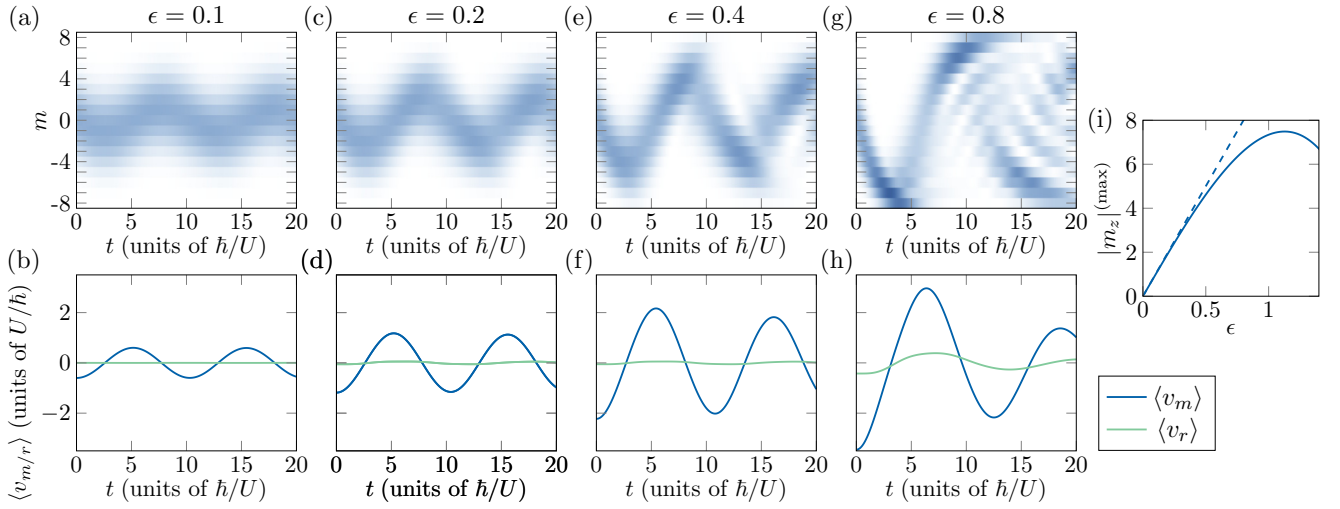 (a) (c) ϵ = 0.1 ϵ = 0.2 (e) ϵ = 0.4 (g) ϵ = 0.8
8
4
0
-4
-8
m
0 5 10 15 20
t (units of ℏ/U)
0 5 10 15 20
t (units of ℏ/U)
0 5 10 15 20
t (units of ℏ/U)
0 5 10 15 20
t (units of ℏ/U)
(i)
8
6
4
2
0
|m_z|^(max)
0 0.5 1
ϵ
(b) (d) (f) (h)
2
0
−2
⟨v_{m/r}⟩ (units of U/ℏ)
0 5 10 15 20
t (units of ℏ/U)
0 5 10 15 20
t (units of ℏ/U)
0 5 10 15 20
t (units of ℏ/U)
0 5 10 15 20
t (units of ℏ/U)
⟨v_m⟩
⟨v_r⟩